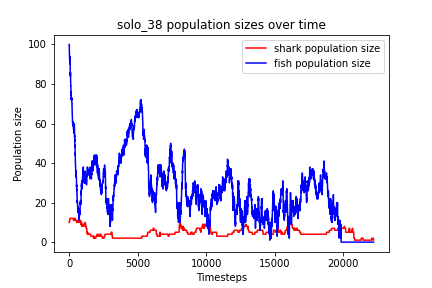 solo_38 population sizes over time
shark population size
fish population size
Population size
100
80
60
40
20
0
0
5000
10000
15000
20000
Timesteps